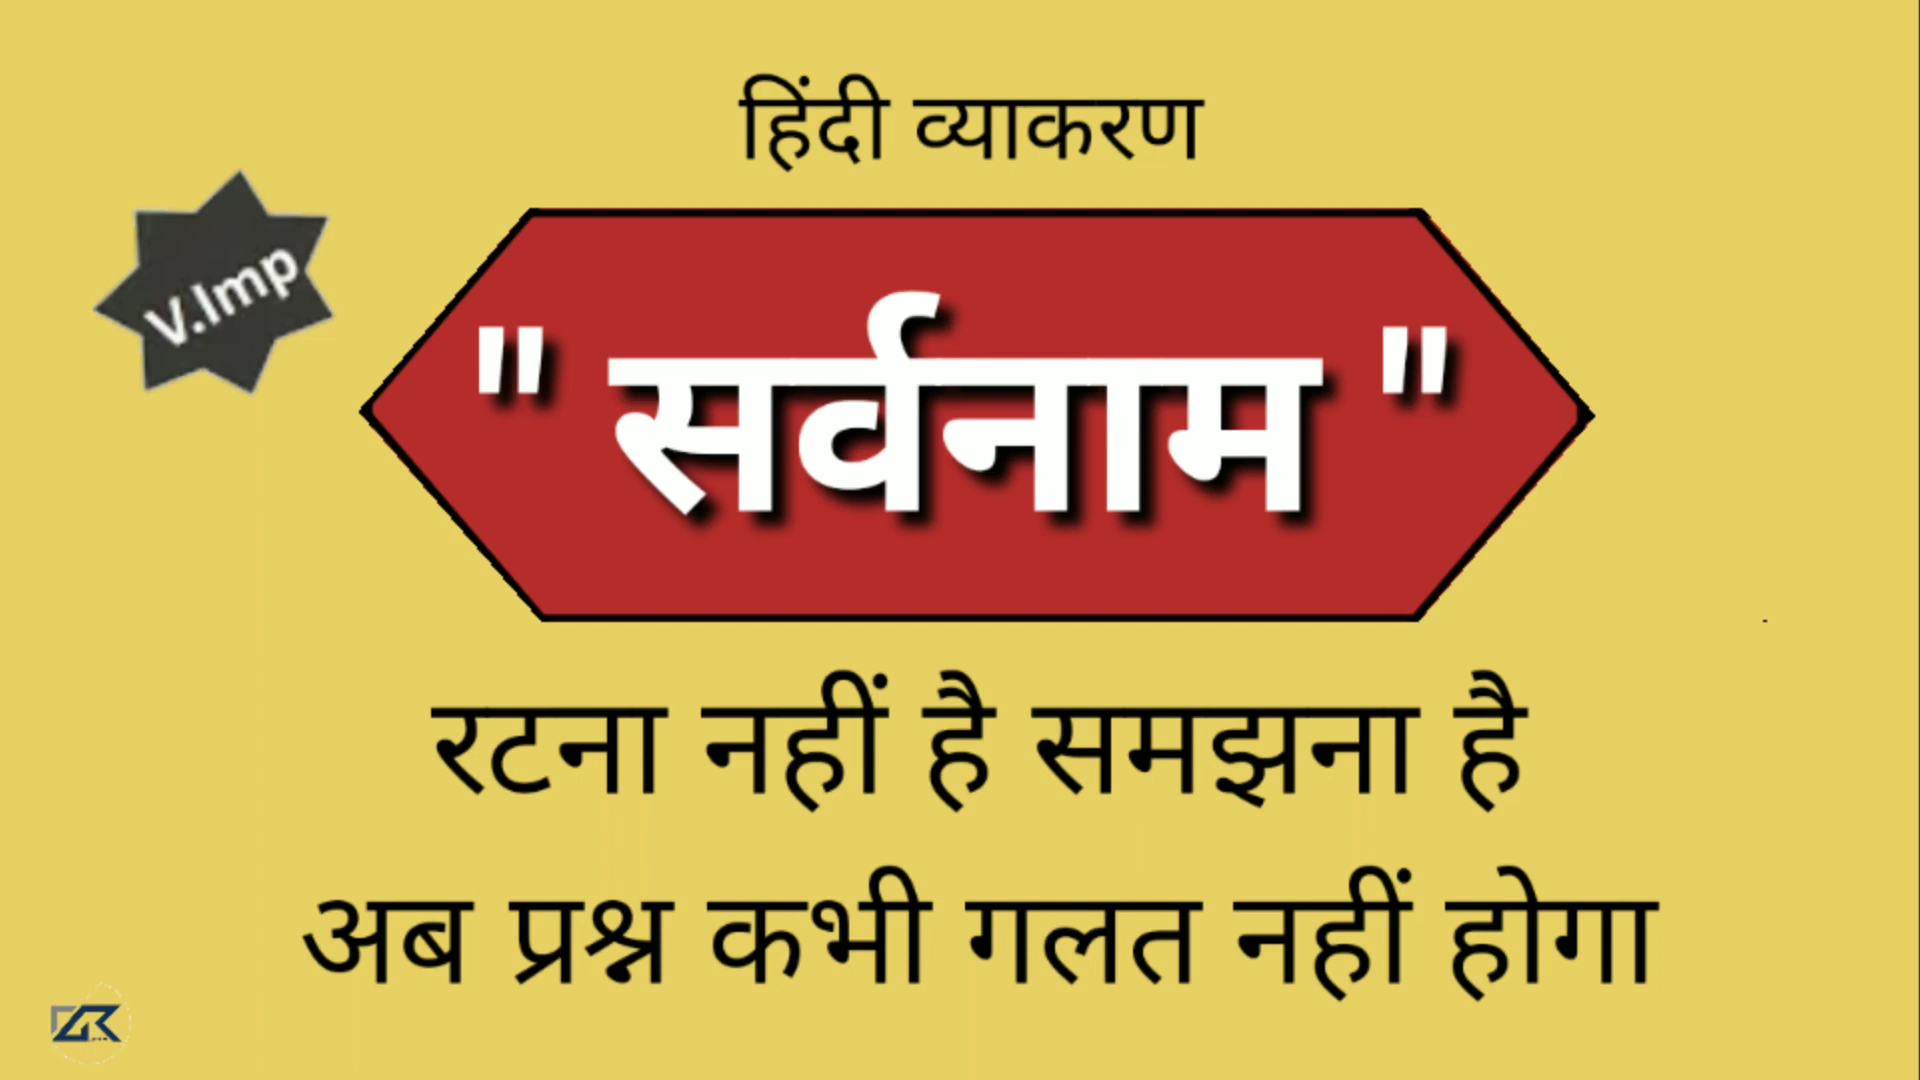 हिंदी व्याकरण
V.Imp
" सर्वनाम "
रटना नहीं है समझना है
अब प्रश्न कभी गलत नहीं होगा